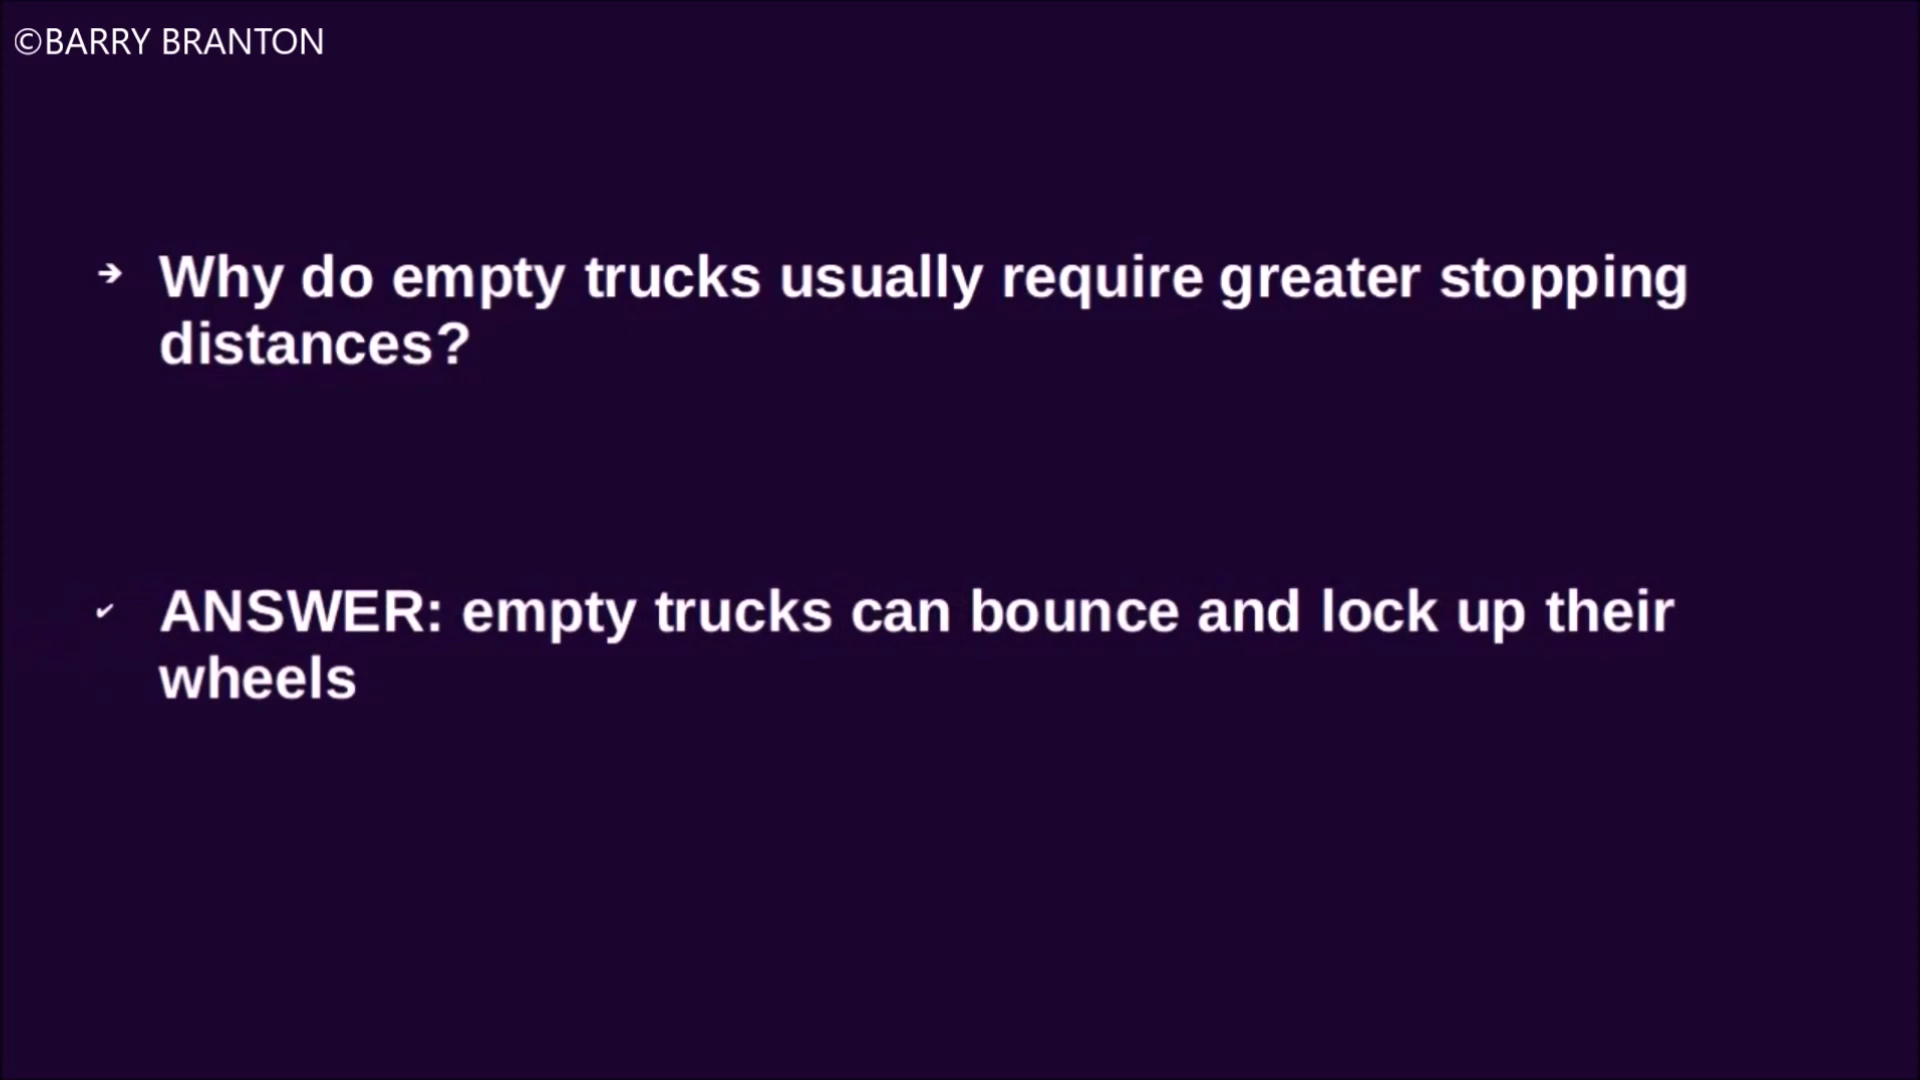 ©BARRY BRANTON
➔ Why do empty trucks usually require greater stopping
distances?
✔ ANSWER: empty trucks can bounce and lock up their
wheels